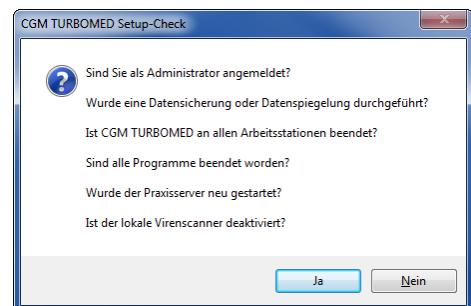 CGM TURBOMED Setup-Check
Sind Sie als Administrator angemeldet?
Wurde eine Datensicherung oder Datenspiegelung durchgeführt?
Ist CGM TURBOMED an allen Arbeitsstationen beendet?
Sind alle Programme beendet worden?
Wurde der Praxisserver neu gestartet?
Ist der lokale Virenscanner deaktiviert?
Ja
Nein